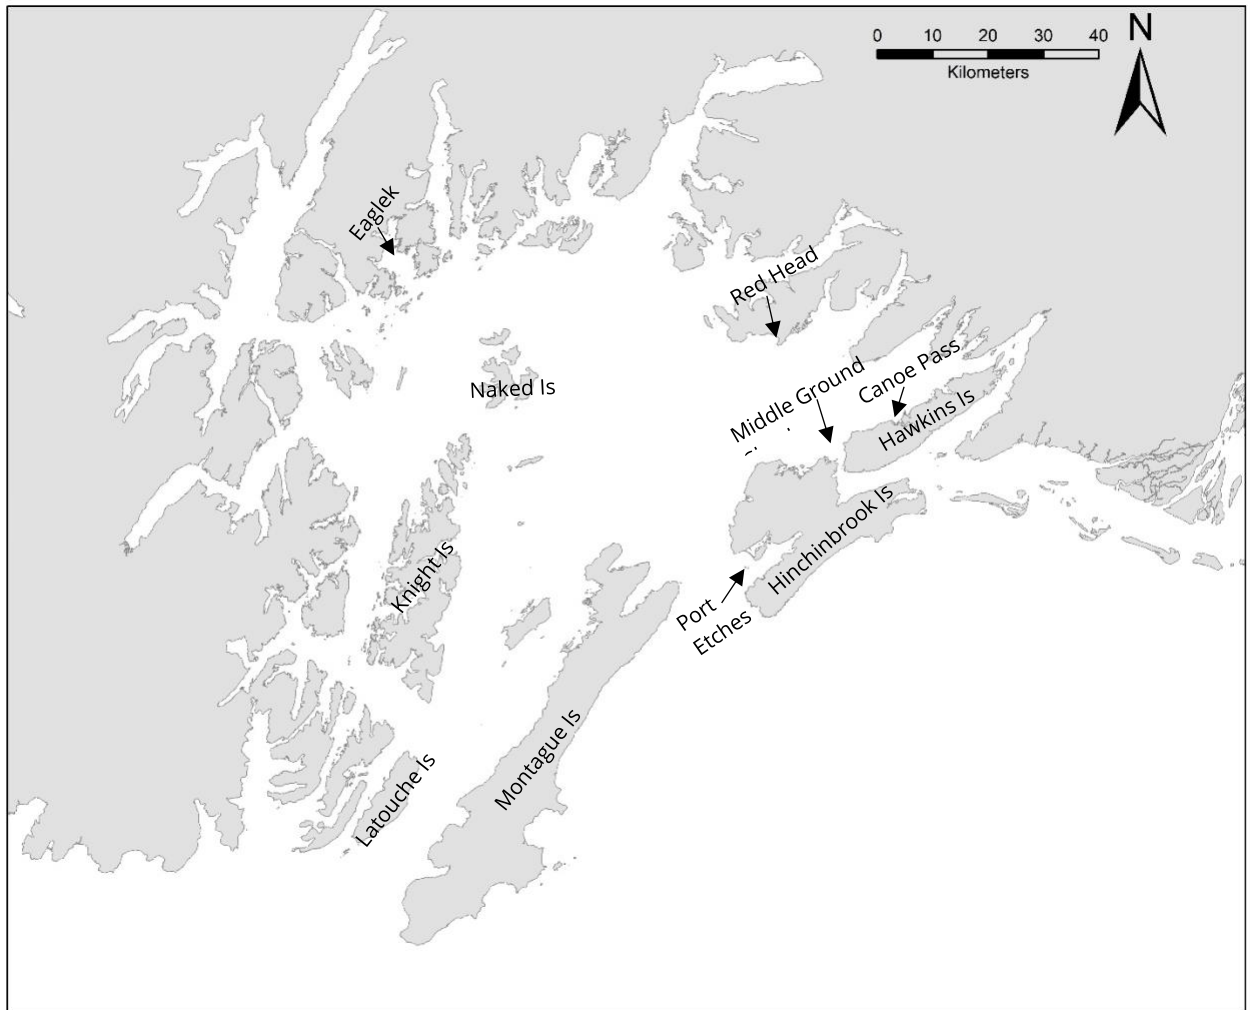 0 10 20 30 40
Kilometers
N
Eaglek
Red Head
Naked Is
Middle Ground
Canoe Pass
Hawkins Is
Hinchinbrook Is
Knight Is
Port
Etches
Montague Is
Latouche Is